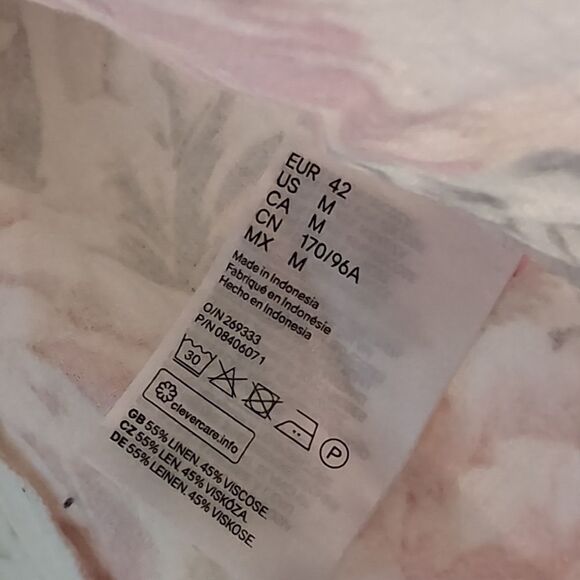 EUR 42
US M
CA M
CN 170/96A
MX M
Made in Indonesia
Fabriqué en Indonésie
Hecho en Indonesia
O/N 269333
P/N 08406071
30
P
clevercare.info
GB 55% LINEN. 45% VISCOSE.
CZ 55% LEN. 45% VISKOZA.
DE 55% LEINEN. 45% VISKOSE.